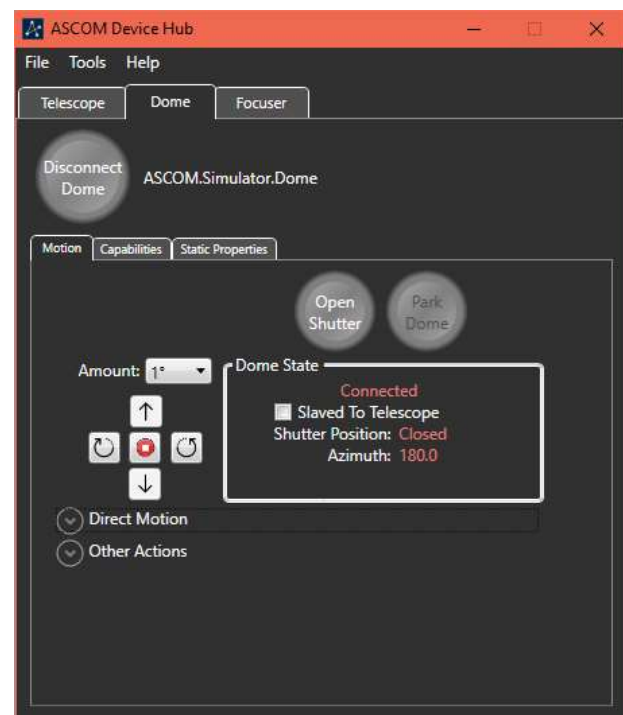 ASCOM Device Hub
File Tools Help
Telescope Dome Focuser
Disconnect
Dome
ASCOM.Simulator.Dome
Motion Capabilities Static Properties
Open
Shutter
Park
Dome
Amount: 1°
Dome State
Connected
Slaved To Telescope
Shutter Position: Closed
Azimuth: 180.0
Direct Motion
Other Actions